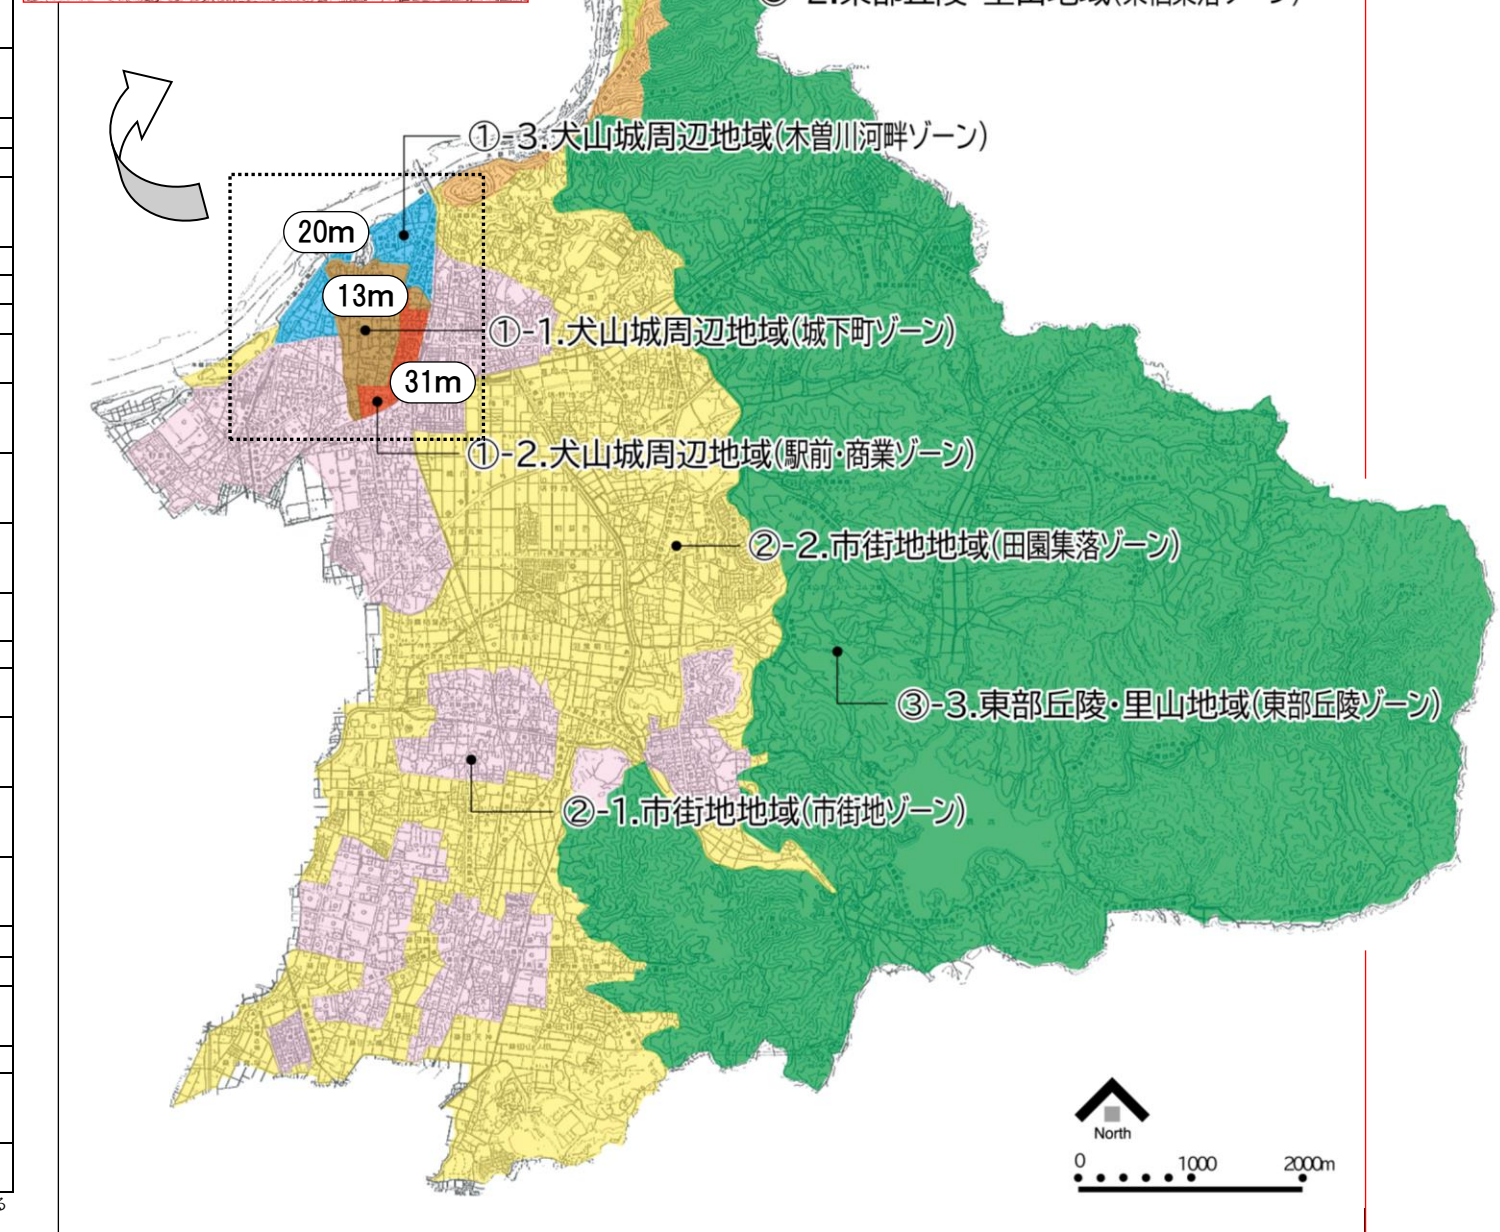 ①-3.犬山城周辺地域(木曽川河畔ゾーン)
20m
13m
①-1.犬山城周辺地域(城下町ゾーン)
31m
①-2.犬山城周辺地域(駅前・商業ゾーン)
②-2.市街地地域(田園集落ゾーン)
③-3.東部丘陵・里山地域(東部丘陵ゾーン)
②-1.市街地地域(市街地ゾーン)
North
0 1000 2000m